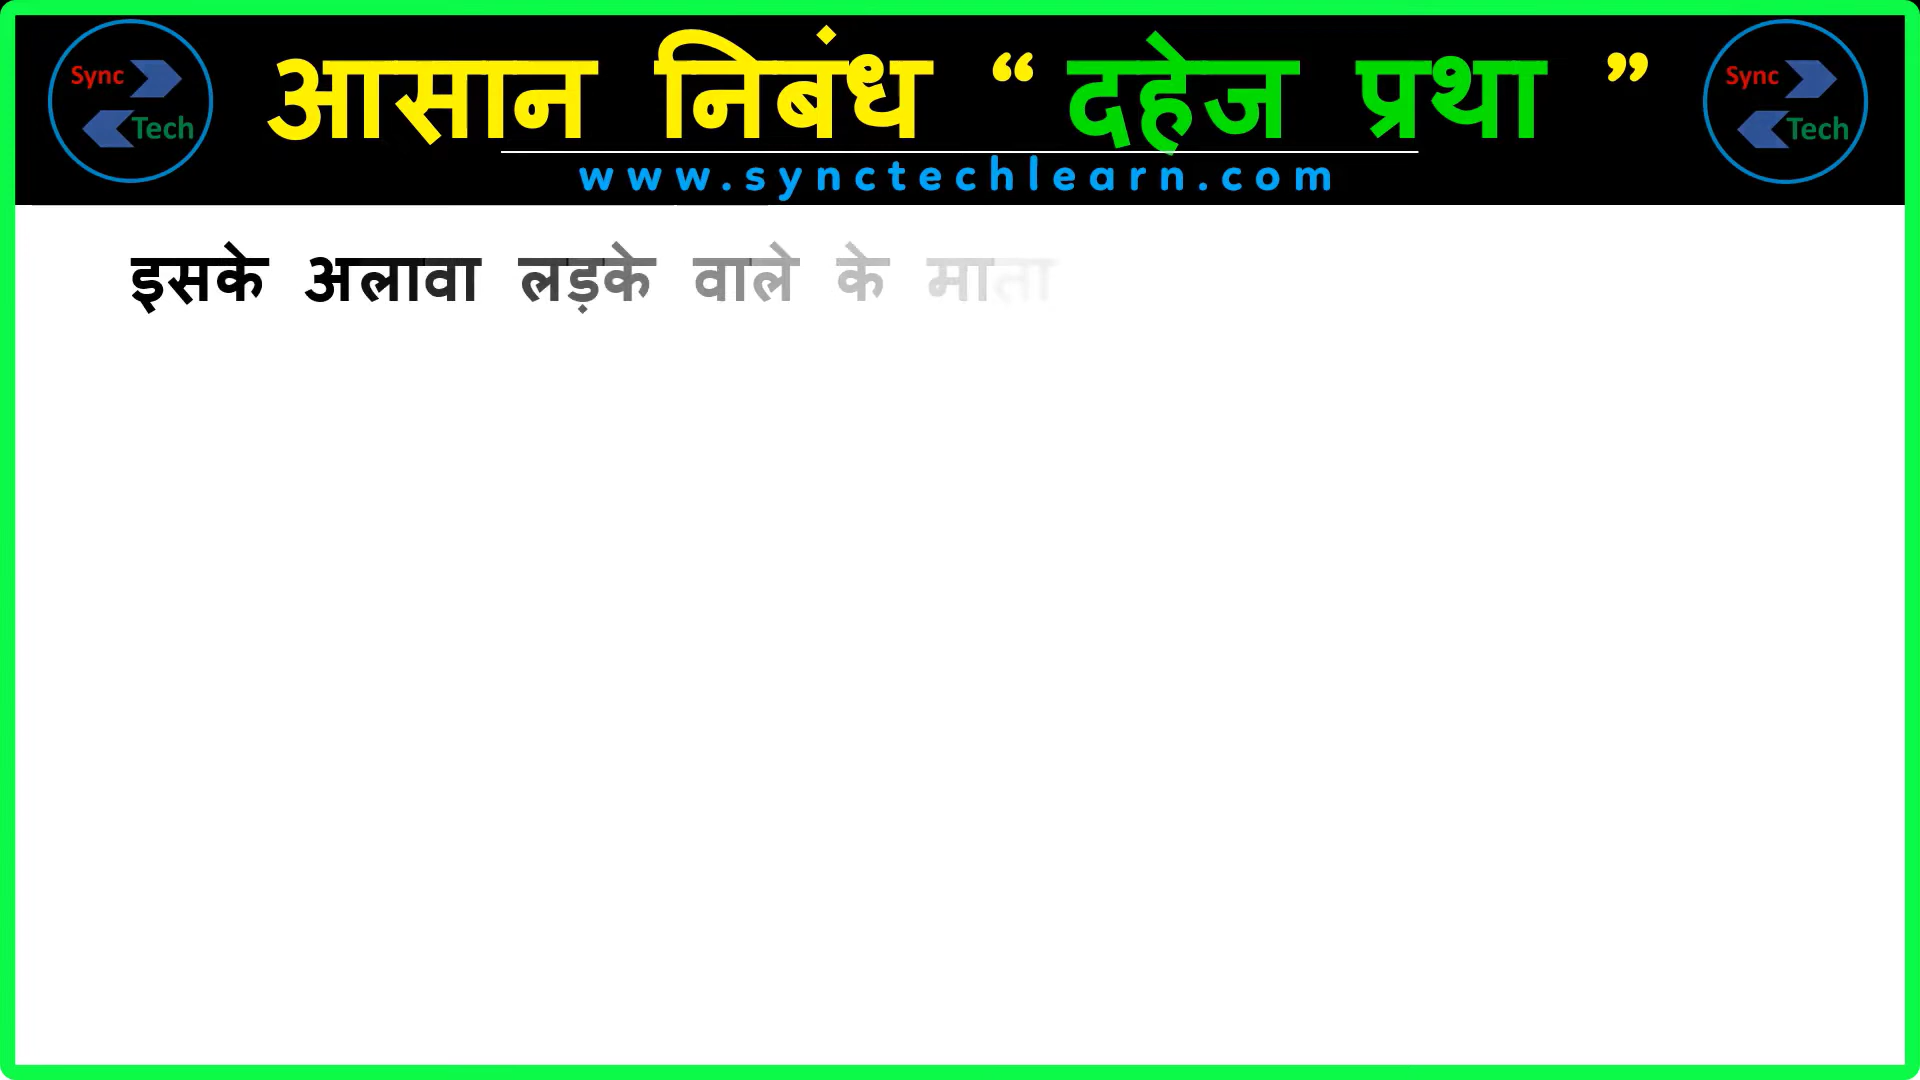 Sync
Tech
आसान निबंध “ दहेज प्रथा ”
www.synctechlearn.com
Sync
Tech
इसके अलावा लड़के वाले के माता